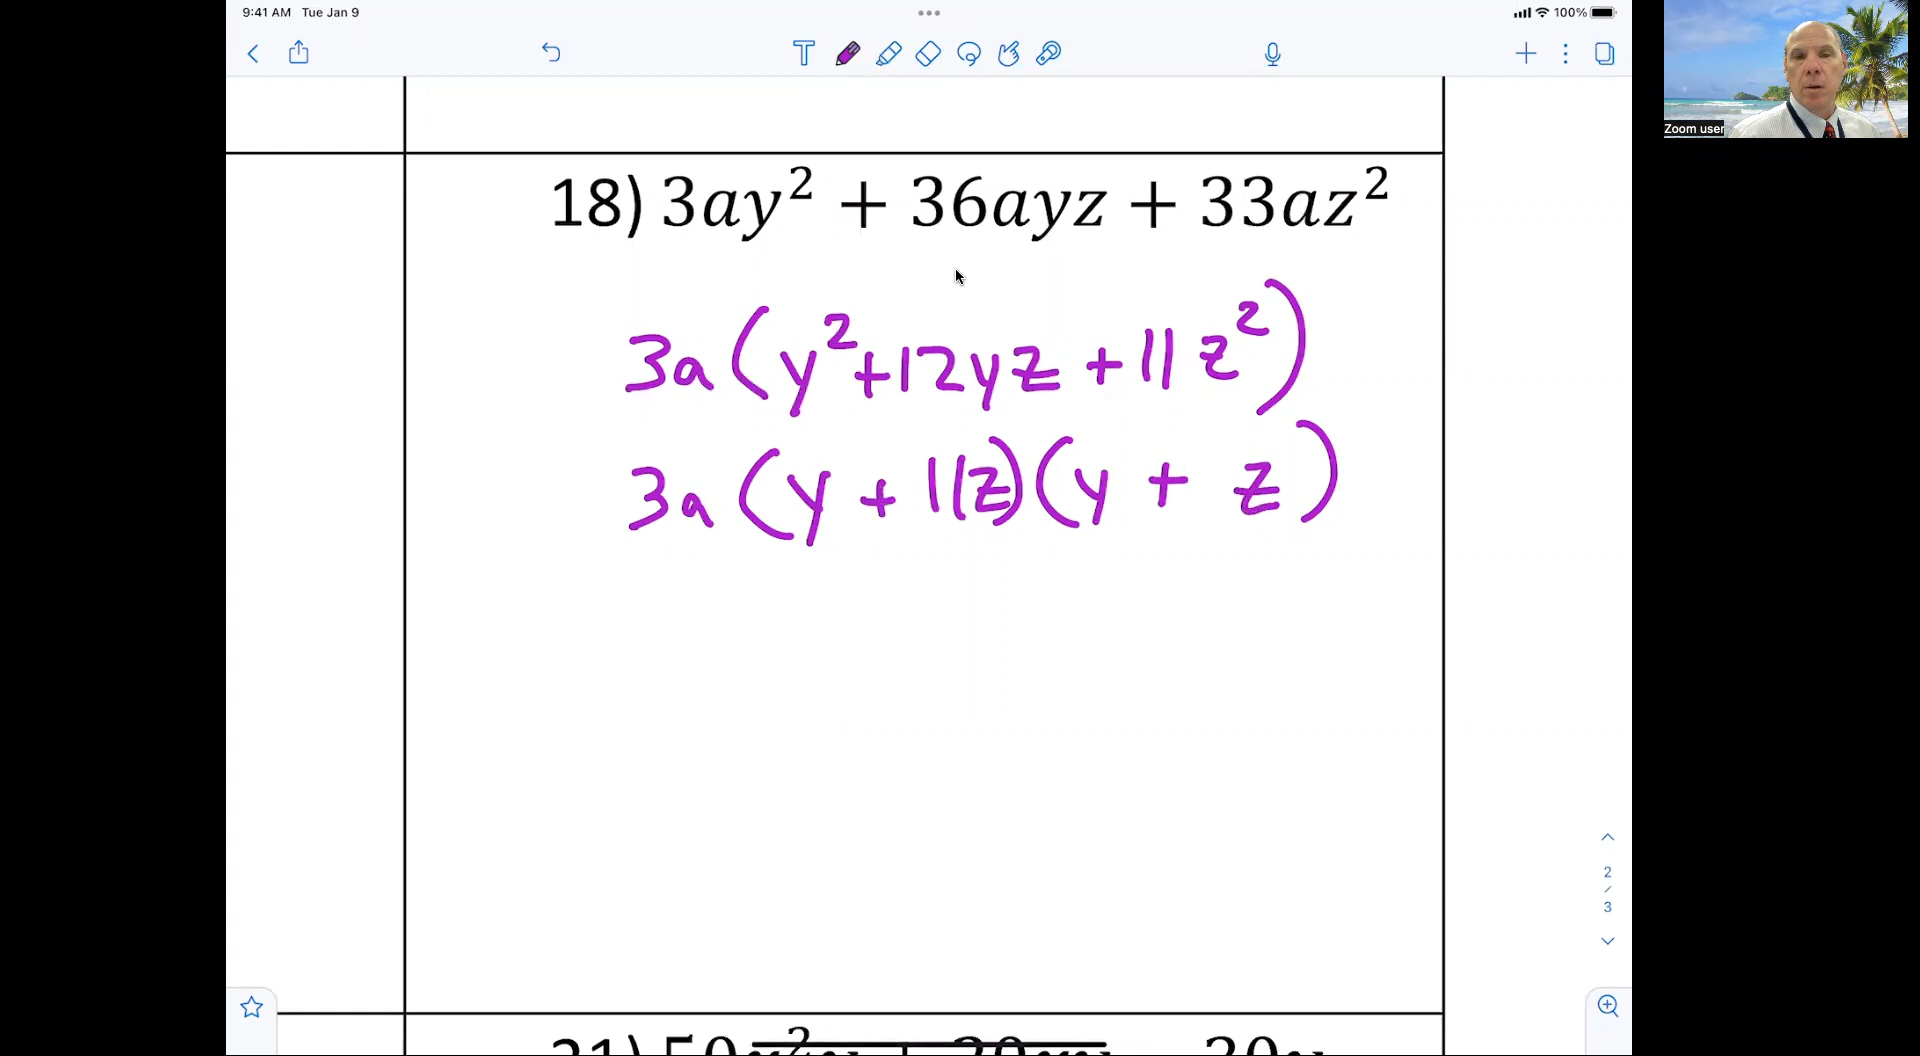 9:41 AM Tue Jan 9
100%
T
Zoom user
18) 3ay² + 36ayz + 33az²
3a(y²+12yz+11z²)
3a(y + 11z)(y + z)
2
/
3